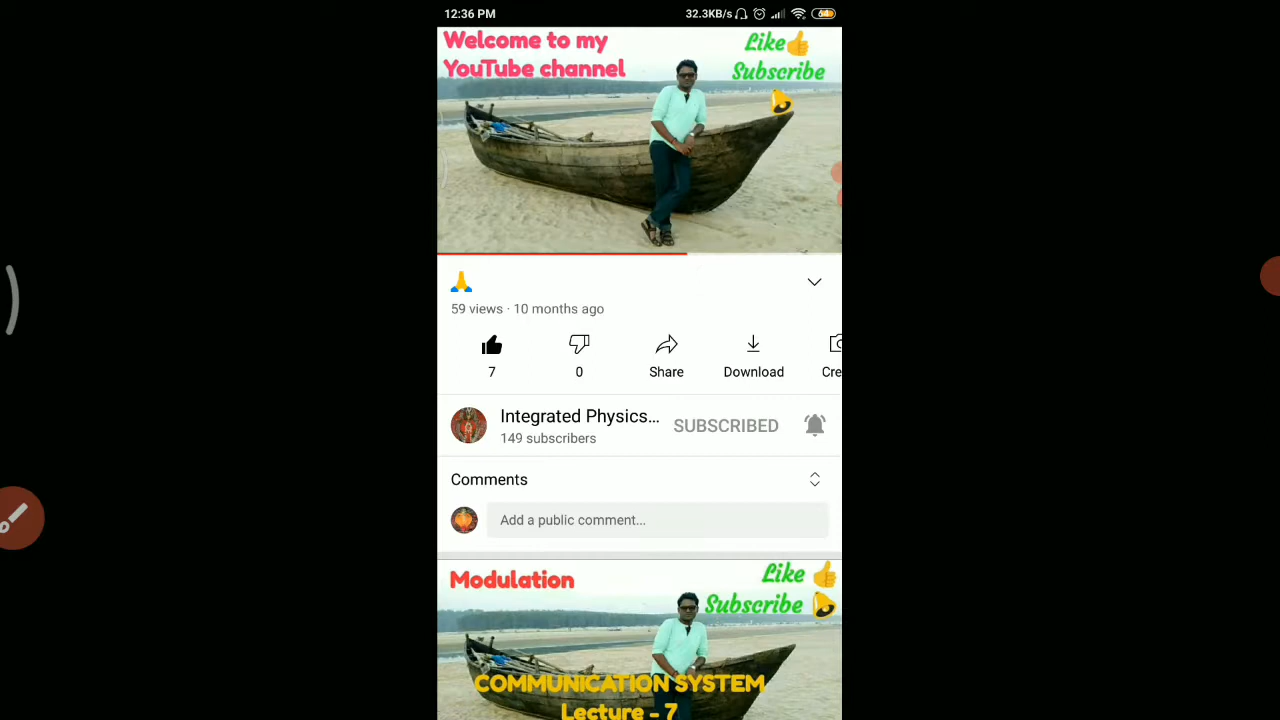 12:36 PM 32.3KB/s 64
Welcome to my
YouTube channel
Like👍
Subscribe
🔔
🙏
59 views · 10 months ago
7 0 Share Download Cre
Integrated Physics... SUBSCRIBED
149 subscribers
Comments
Add a public comment...
Modulation
Like 👍
Subscribe 🔔
COMMUNICATION SYSTEM
Lecture - 7